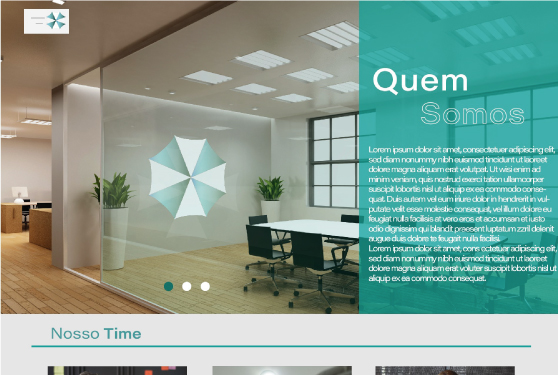 Quem
Somos
Lorem ipsum dolor sit amet, consectetuer adipiscing elit,
sed diam nonummy nibh euismod tincidunt ut laoreet
dolore magna aliquam erat volutpat. Ut wisi enim ad
minim veniam, quis nostrud exerci tation ullamcorper
suscipit lobortis nisl ut aliquip ex ea commodo conse-
quat. Duis autem vel eum iriure dolor in hendrerit in vul-
putate velit esse molestie consequat, vel illum dolore eu
feugiat nulla facilisis at vero eros et accumsan et iusto
odio dignissim qui blandit praesent luptatum zzril delenit
augue duis dolore te feugait nulla facilisi.
Lorem ipsum dolor sit amet, cons ectetuer adipiscing elit,
sed diam nonummy nibh euismod tincidunt ut laoreet
dolore magna aliquam erat voluter suscipit lobortis nisl ut
aliquip ex ea commodo consequat.
Nosso Time